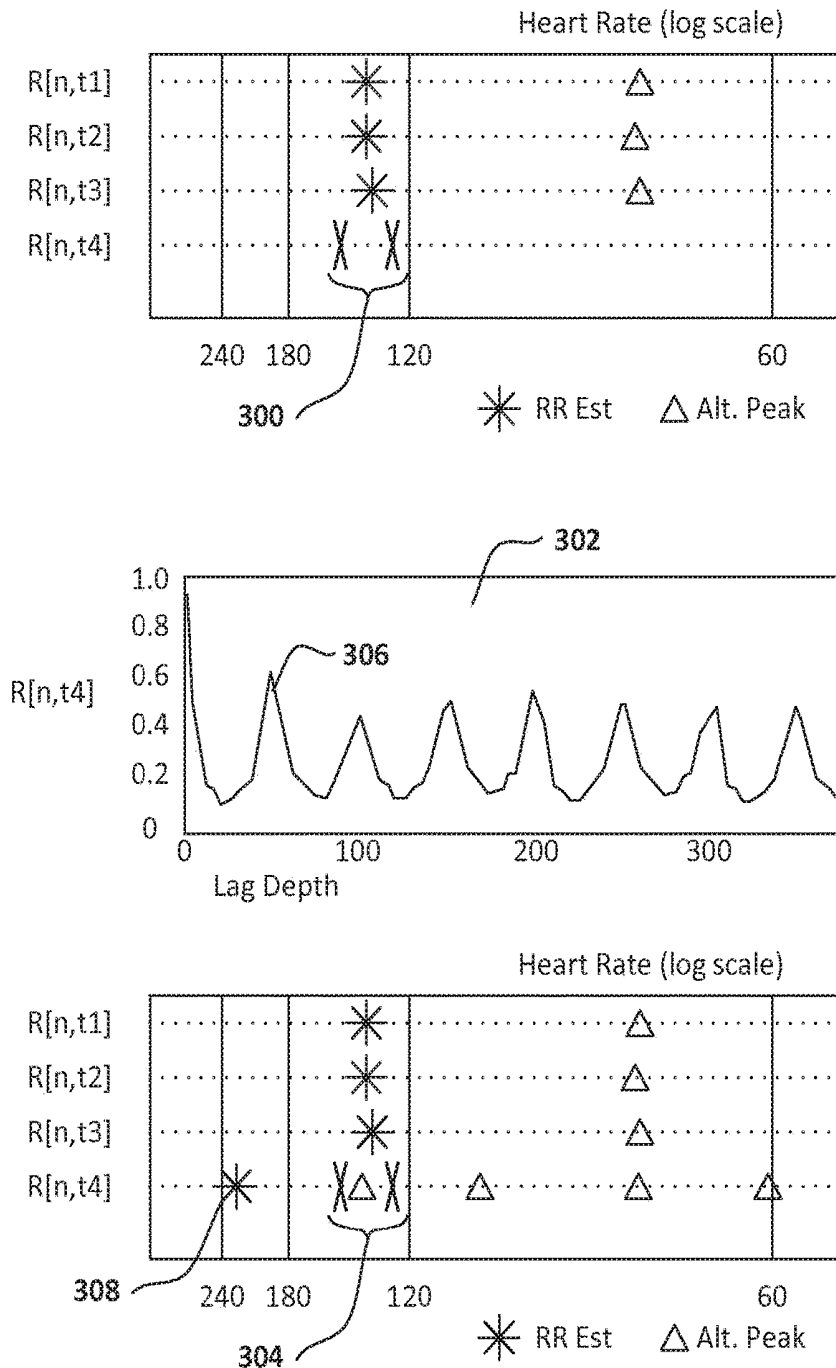 Heart Rate (log scale)
R[n,t1]
R[n,t2]
R[n,t3]
R[n,t4]
240 180 120 60
300
RR Est Alt. Peak
302
1.0
0.8
306
0.6
R[n,t4]
0.4
0.2
0
0 100 200 300
Lag Depth
Heart Rate (log scale)
R[n,t1]
R[n,t2]
R[n,t3]
R[n,t4]
308
240 180 120 60
304
RR Est Alt. Peak